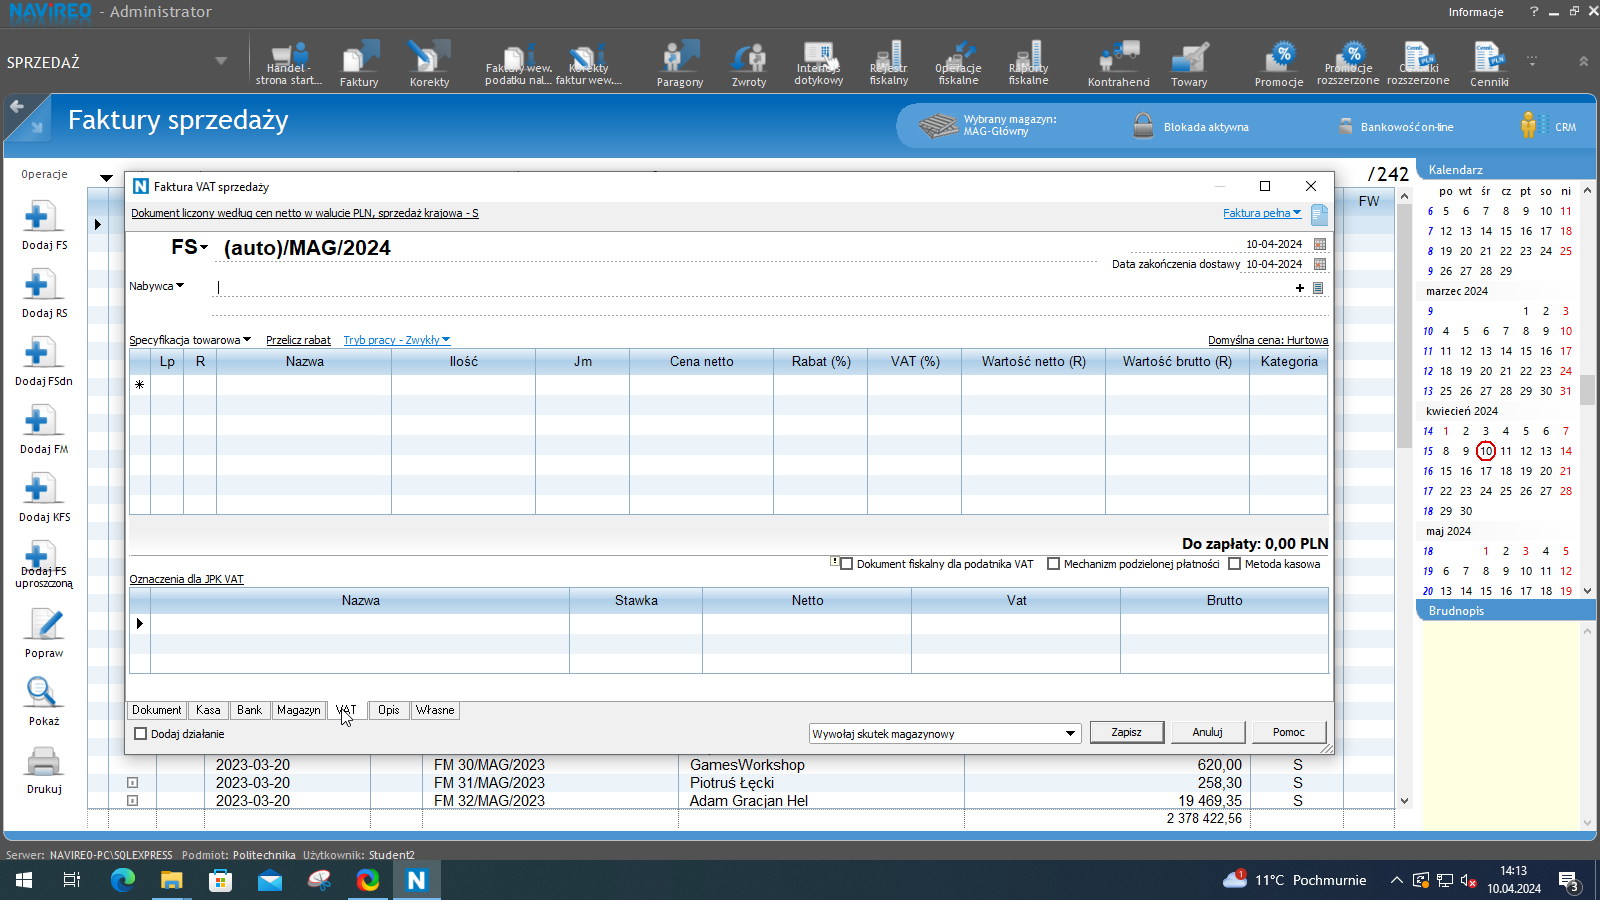 NAVIREO - Administrator
Informacje
SPRZEDAŻ
Handel -
strona start...
Faktury
Korekty
Faktury wew.
podatku nal...
Korekty
faktur wew....
Paragony
Zwroty
Interfejs
dotykowy
Rejestr
fiskalny
Operacje
fiskalne
Raporty
fiskalne
Kontrahenci
Towary
Promocje
Promocje
rozszerzone
Cenniki
rozszerzone
Cenniki
Faktury sprzedaży
Wybrany magazyn:
MAG-Główny
Blokada aktywna
Bankowość on-line
CRM
Operacje
Dodaj FS
Dodaj RS
Dodaj FSdn
Dodaj FM
Dodaj KFS
Dodaj FS
uproszczoną
Popraw
Pokaż
Drukuj
/242
FW
Faktura VAT sprzedaży
Dokument liczony według cen netto w walucie PLN, sprzedaż krajowa - S
Faktura pełna
FS (auto)/MAG/2024
10-04-2024
Data zakończenia dostawy 10-04-2024
Nabywca
Specyfikacja towarowa Przelicz rabat Tryb pracy - Zwykły
Domyślna cena: Hurtowa
Lp R Nazwa Ilość Jm Cena netto Rabat (%) VAT (%) Wartość netto (R) Wartość brutto (R) Kategoria
Do zapłaty: 0,00 PLN
Dokument fiskalny dla podatnika VAT Mechanizm podzielonej płatności Metoda kasowa
Oznaczenia dla JPK VAT
Nazwa Stawka Netto Vat Brutto
Dokument Kasa Bank Magazyn VAT Opis Własne
Dodaj działanie
Wywołaj skutek magazynowy
Zapisz
Anuluj
Pomoc
2023-03-20 FM 30/MAG/2023 GamesWorkshop 620,00 S
2023-03-20 FM 31/MAG/2023 Piotruś Łęcki 258,30 S
2023-03-20 FM 32/MAG/2023 Adam Gracjan Hel 19 469,35 S
2 378 422,56
Kalendarz
po wt śr cz pt so ni
6 5 6 7 8 9 10 11
7 12 13 14 15 16 17 18
8 19 20 21 22 23 24 25
9 26 27 28 29
marzec 2024
9 1 2 3
10 4 5 6 7 8 9 10
11 11 12 13 14 15 16 17
12 18 19 20 21 22 23 24
13 25 26 27 28 29 30 31
kwiecień 2024
14 1 2 3 4 5 6 7
15 8 9 10 11 12 13 14
16 15 16 17 18 19 20 21
17 22 23 24 25 26 27 28
18 29 30
maj 2024
18 1 2 3 4 5
19 6 7 8 9 10 11 12
20 13 14 15 16 17 18 19
Brudnopis
Serwer: NAVIREO-PC\SQLEXPRESS Podmiot: Politechnika Użytkownik: Student2
1
11°C Pochmurnie
14:13
10.04.2024
3